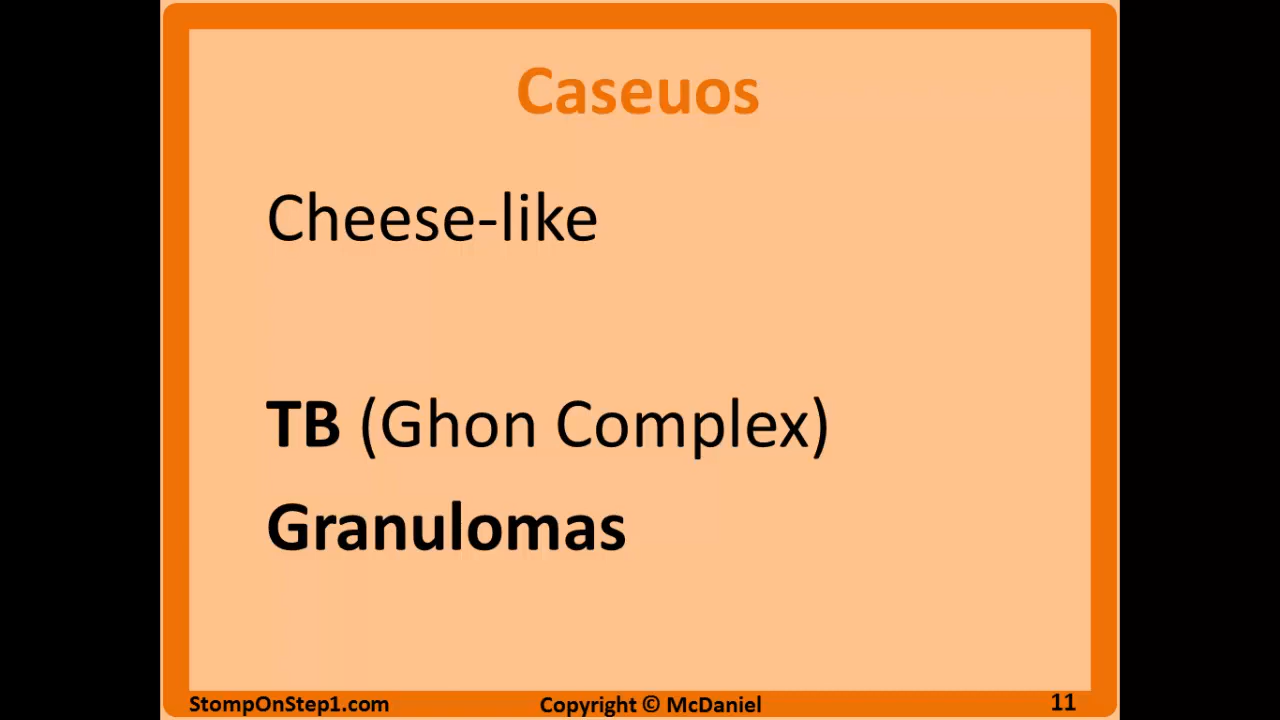 Caseuos
Cheese-like
TB (Ghon Complex)
Granulomas
StompOnStep1.com Copyright © McDaniel 11